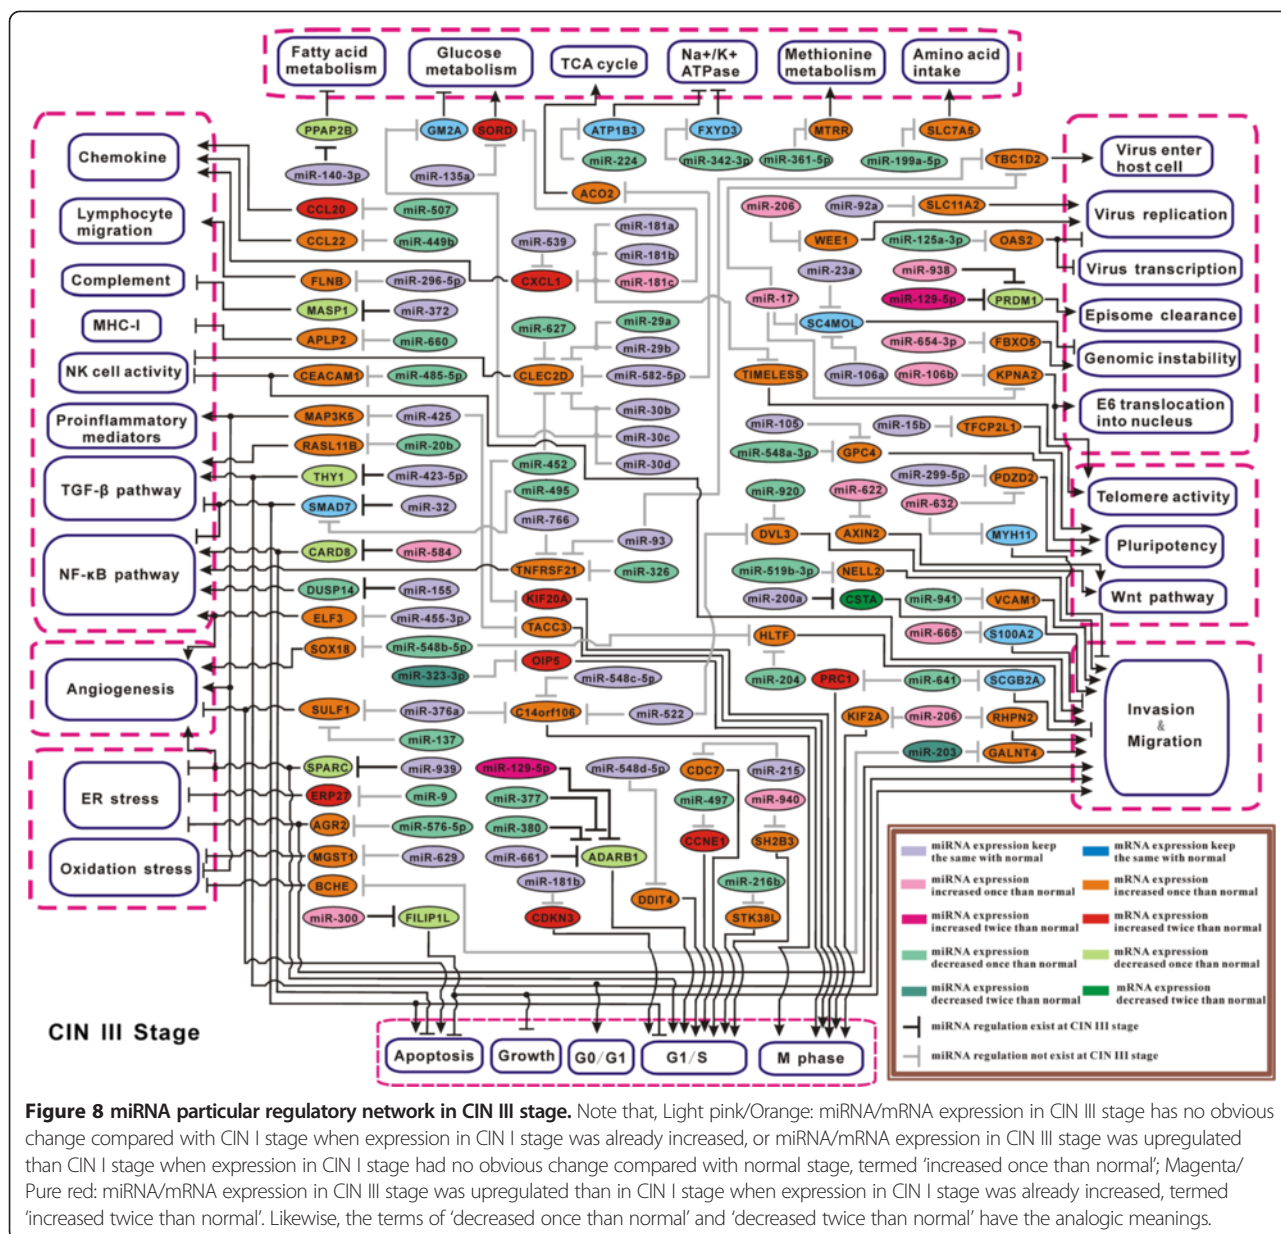 Fatty acid
metabolism
Glucose
metabolism
TCA cycle
Na+/K+
ATPase
Methionine
metabolism
Amino acid
intake
PPAP2B
GM2A
SORD
ATP1B3
FXYD3
MTRR
SLC7A5
miR-140-3p
miR-135a
miR-224
miR-342-3p
miR-361-5p
miR-199a-5p
TBC1D2
ACO2
Chemokine
Lymphocyte
migration
Complement
MHC-I
NK cell activity
Proinflammatory
mediators
TGF-β pathway
NF-κB pathway
Angiogenesis
ER stress
Oxidation stress
CCL20
miR-507
CCL22
miR-449b
FLNB
miR-296-5p
MASP1
miR-372
APLP2
miR-660
CEACAM1
miR-485-5p
MAP3K5
miR-425
RASL11B
miR-20b
THY1
miR-423-5p
SMAD7
miR-32
CARD8
miR-584
DUSP14
miR-155
ELF3
miR-455-3p
SOX18
miR-548b-5p
miR-323-3p
SULF1
miR-376a
miR-137
SPARC
miR-939
ERP27
miR-9
AGR2
miR-576-5p
MGST1
miR-629
BCHE
miR-300
FILIP1L
miR-539
CXCL1
miR-181a
miR-181b
miR-181c
miR-627
miR-29a
miR-29b
CLEC2D
miR-582-5p
miR-30b
miR-30c
miR-30d
miR-452
miR-495
miR-766
miR-93
TNFRSF21
miR-326
KIF20A
TACC3
OIP5
miR-548c-5p
C14orf106
miR-522
miR-129-5p
miR-548d-5p
miR-377
miR-380
miR-661
ADARB1
miR-181b
CDKN3
DDIT4
CDC7
miR-215
miR-497
miR-940
CCNE1
SH2B3
miR-216b
STK38L
miR-206
miR-92a
SLC11A2
WEE1
miR-125a-3p
OAS2
miR-23a
miR-938
miR-17
miR-129-5p
PRDM1
SC4MOL
miR-654-3p
FBXO5
TIMELESS
miR-106a
miR-106b
KPNA2
miR-105
miR-15b
TFCP2L1
miR-548a-3p
GPC4
miR-299-5p
PDZD2
miR-920
miR-622
miR-632
DVL3
AXIN2
MYH11
miR-519b-3p
NELL2
miR-200a
CSTA
miR-941
VCAM1
HLTF
miR-665
S100A2
miR-204
PRC1
miR-641
SCGB2A
KIF2A
miR-206
RHPN2
miR-203
GALNT4
Virus enter
host cell
Virus replication
Virus transcription
Episome clearance
Genomic instability
E6 translocation
into nucleus
Telomere activity
Pluripotency
Wnt pathway
Invasion
&
Migration
miRNA expression keep
the same with normal
mRNA expression keep
the same with normal
miRNA expression
increased once than normal
mRNA expression
increased once than normal
miRNA expression
increased twice than normal
mRNA expression
increased twice than normal
miRNA expression
decreased once than normal
mRNA expression
decreased once than normal
miRNA expression
decreased twice than normal
mRNA expression
decreased twice than normal
miRNA regulation exist at CIN III stage
miRNA regulation not exist at CIN III stage
CIN III Stage
Apoptosis
Growth
G0/G1
G1/S
M phase
Figure 8 miRNA particular regulatory network in CIN III stage. Note that, Light pink/Orange: miRNA/mRNA expression in CIN III stage has no obvious
change compared with CIN I stage when expression in CIN I stage was already increased, or miRNA/mRNA expression in CIN III stage was upregulated
than CIN I stage when expression in CIN I stage had no obvious change compared with normal stage, termed 'increased once than normal'; Magenta/
Pure red: miRNA/mRNA expression in CIN III stage was upregulated than in CIN I stage when expression in CIN I stage was already increased, termed
'increased twice than normal'. Likewise, the terms of 'decreased once than normal' and 'decreased twice than normal' have the analogic meanings.